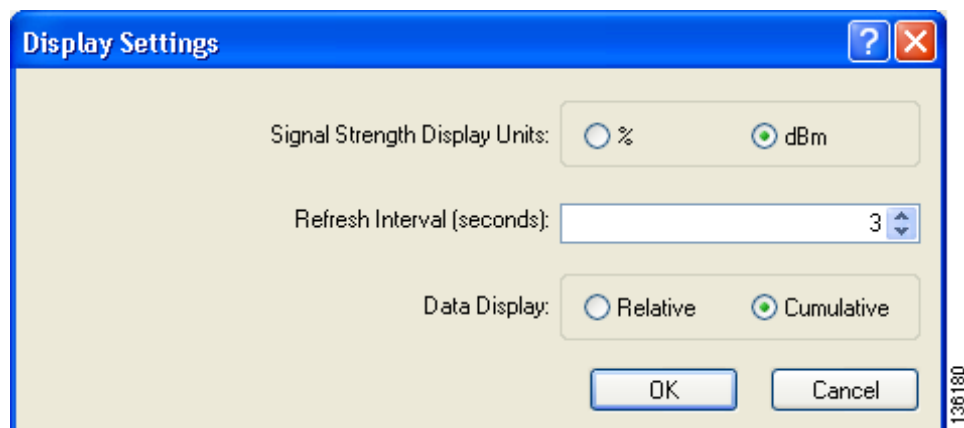 Display Settings
?
Signal Strength Display Units: % dBm
Refresh Interval (seconds): 3
Data Display: Relative Cumulative
OK Cancel
136180